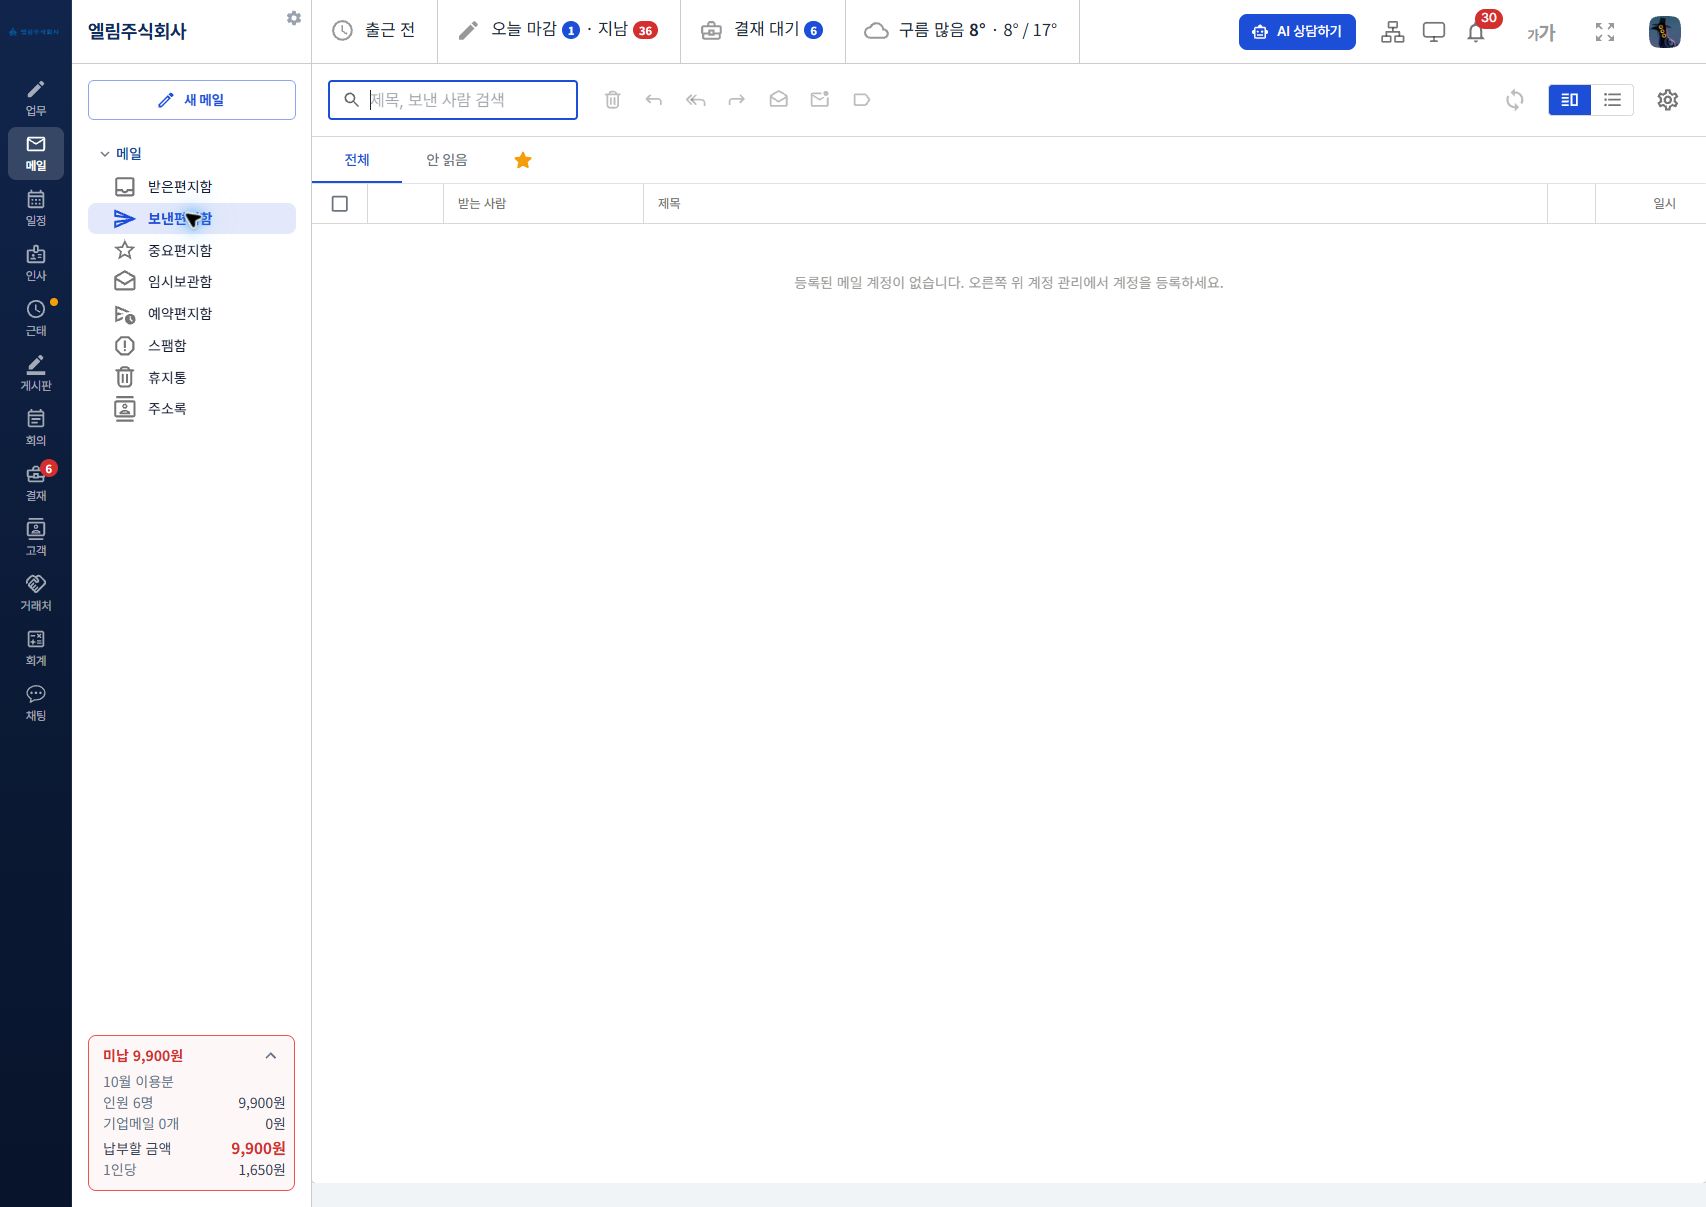 엘림주식회사
엘림주식회사
출근 전
오늘 마감 1 · 지남 36
결재 대기 6
구름 많음 8° · 8° / 17°
AI 상담하기
30
가가
업무
메일
일정
인사
근태
게시판
회의
6
결재
고객
거래처
회계
채팅
새 메일
메일
받은편지함
보낸편지함
중요편지함
임시보관함
예약편지함
스팸함
휴지통
주소록
미납 9,900원
10월 이용분
인원 6명 9,900원
기업메일 0개 0원
납부할 금액 9,900원
1인당 1,650원
제목, 보낸 사람 검색
전체 안 읽음
받는 사람 제목 일시
등록된 메일 계정이 없습니다. 오른쪽 위 계정 관리에서 계정을 등록하세요.